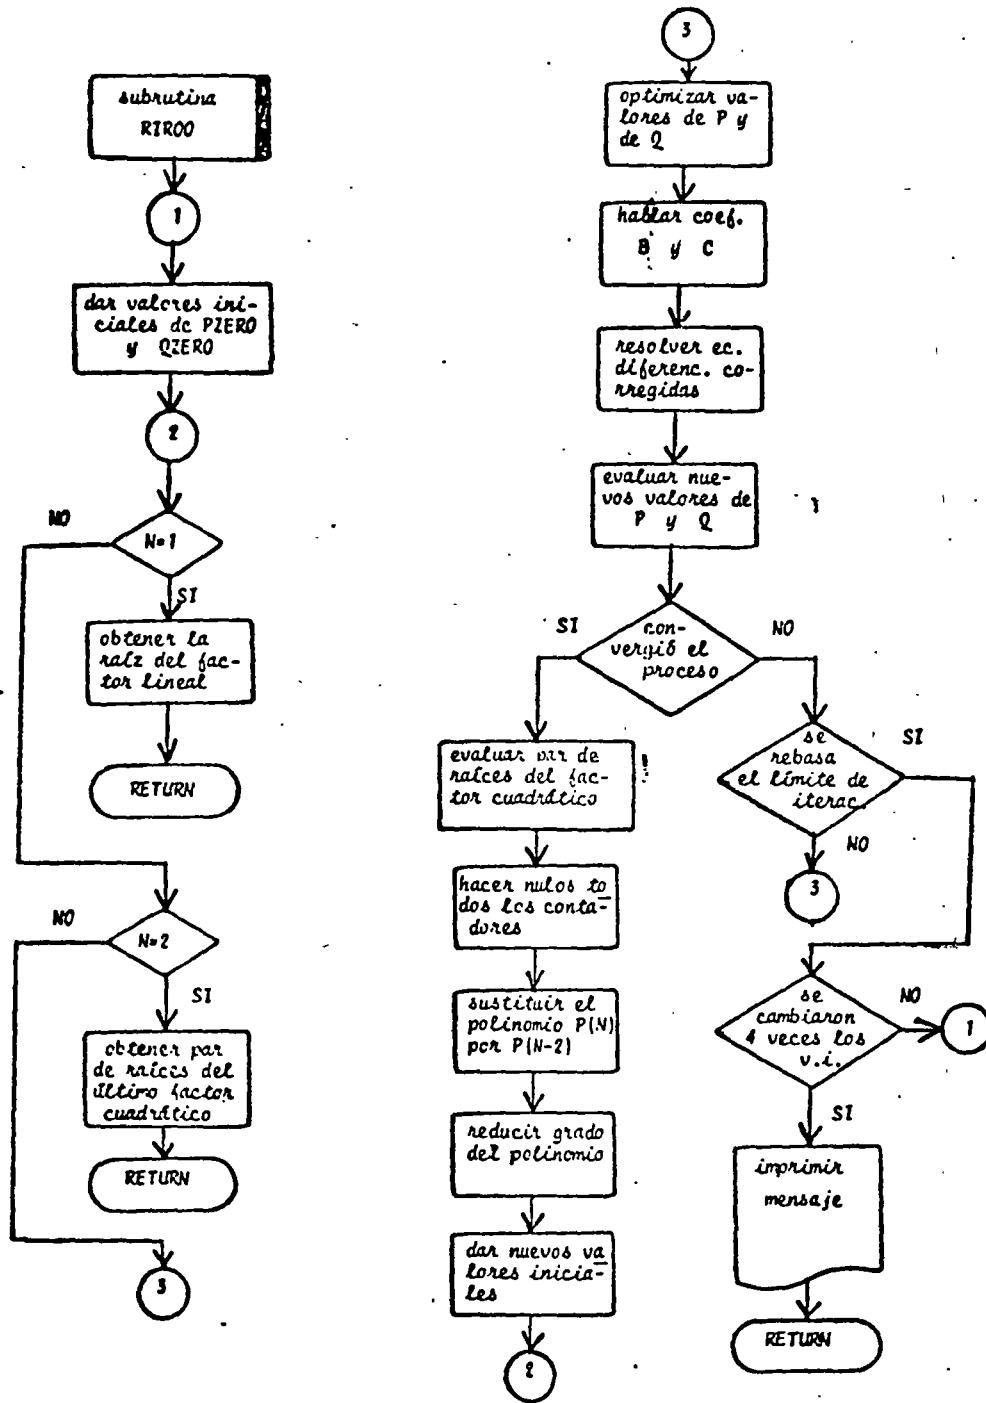 subrutina
RTROO
1
dar valores ini-
ciales de PZERO
y QZERO
2
NO
N=1
SI
obtener la
raíz del fac-
tor lineal
RETURN
NO
N=2
SI
obtener par
de raíces del
último factor
cuadrático
RETURN
3
3
optimizar va-
lores de P y
de Q
hallar coef.
B y C
resolver ec.
diferenc. co-
rregidas
evaluar nue-
vos valores de
P y Q
SI
con-
vergió el
proceso
NO
evaluar par de
raíces del fac-
tor cuadrático
hacer nulos to
dos los conta-
dores
sustituir el
polinomio P(N)
por P(N-2)
reducir grado
del polinomio
dar nuevos va
lores inicia-
les
2
se
rebasa
el límite de
iterac.
SI
NO
3
se
cambiaron
4 veces los
v.i.
NO
1
SI
imprimir
mensaje
RETURN